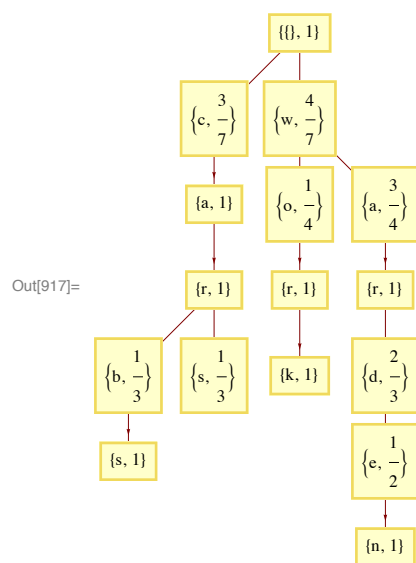 {{}, 1}
{c, 3/7} {w, 4/7}
{a, 1} {o, 1/4} {a, 3/4}
Out[917]= {r, 1} {r, 1} {r, 1}
{b, 1/3} {s, 1/3} {k, 1} {d, 2/3}
{s, 1} {e, 1/2}
{n, 1}